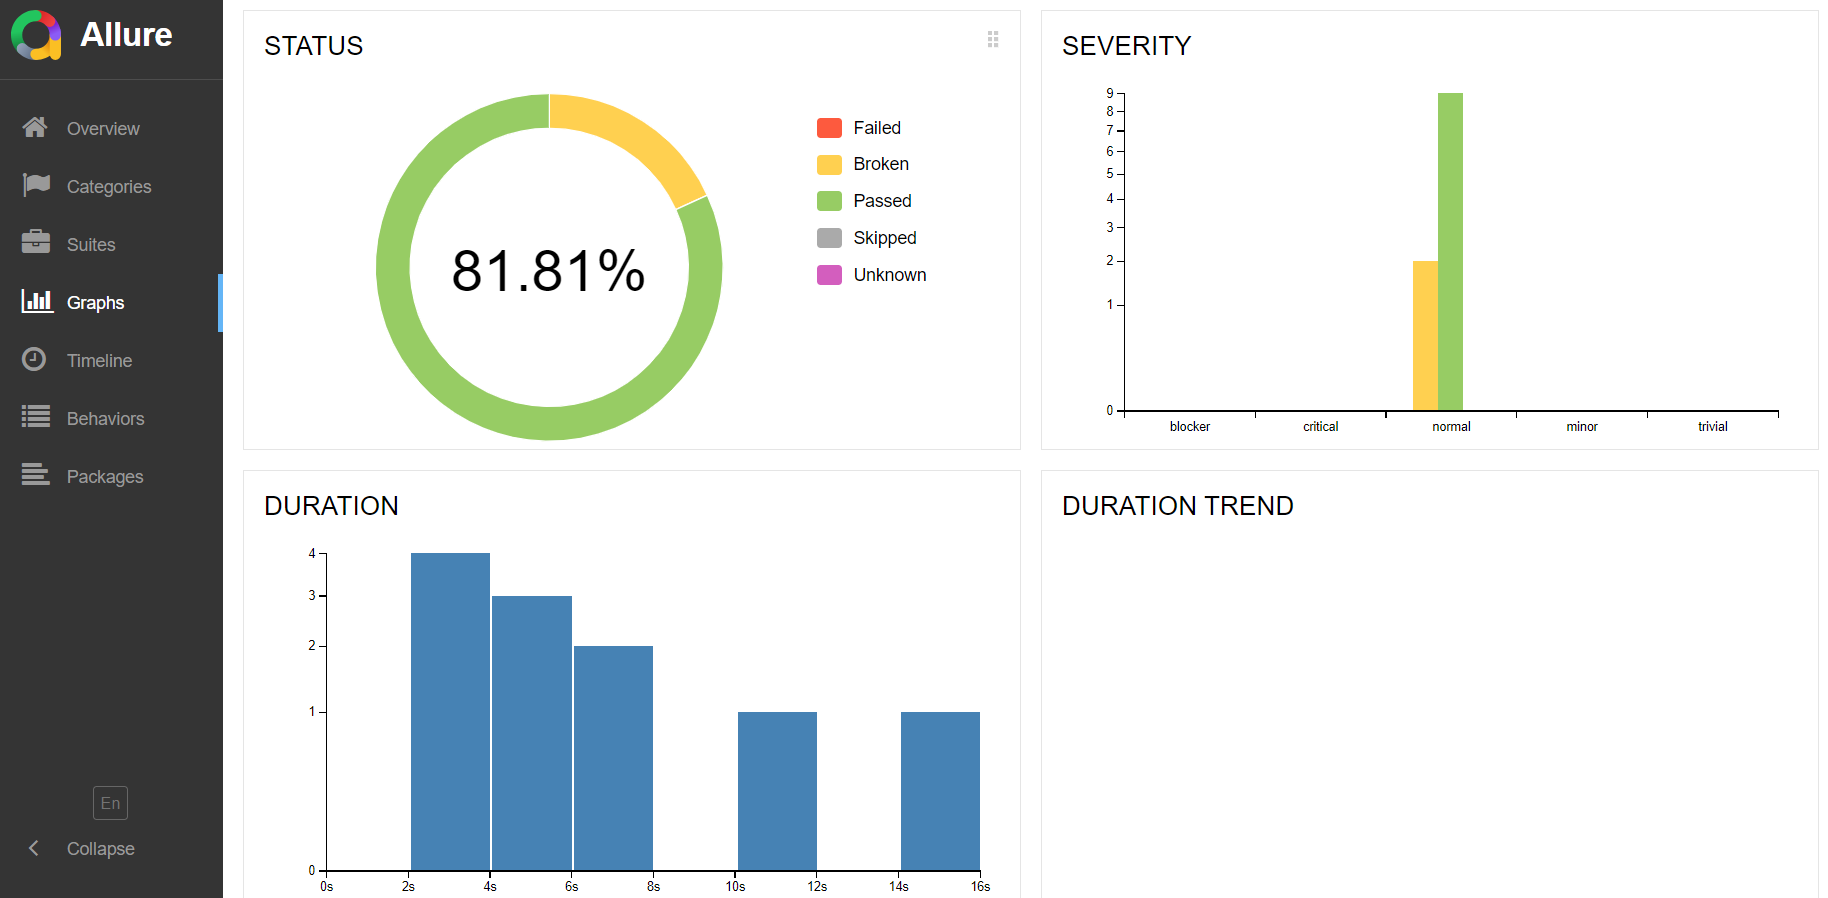 Allure
Overview
Categories
Suites
Graphs
Timeline
Behaviors
Packages
En
Collapse
STATUS
81.81%
Failed
Broken
Passed
Skipped
Unknown
SEVERITY
9
8
7
6
5
4
3
2
1
0
blocker critical normal minor trivial
DURATION
4
3
2
1
0
0s 2s 4s 6s 8s 10s 12s 14s 16s
DURATION TREND